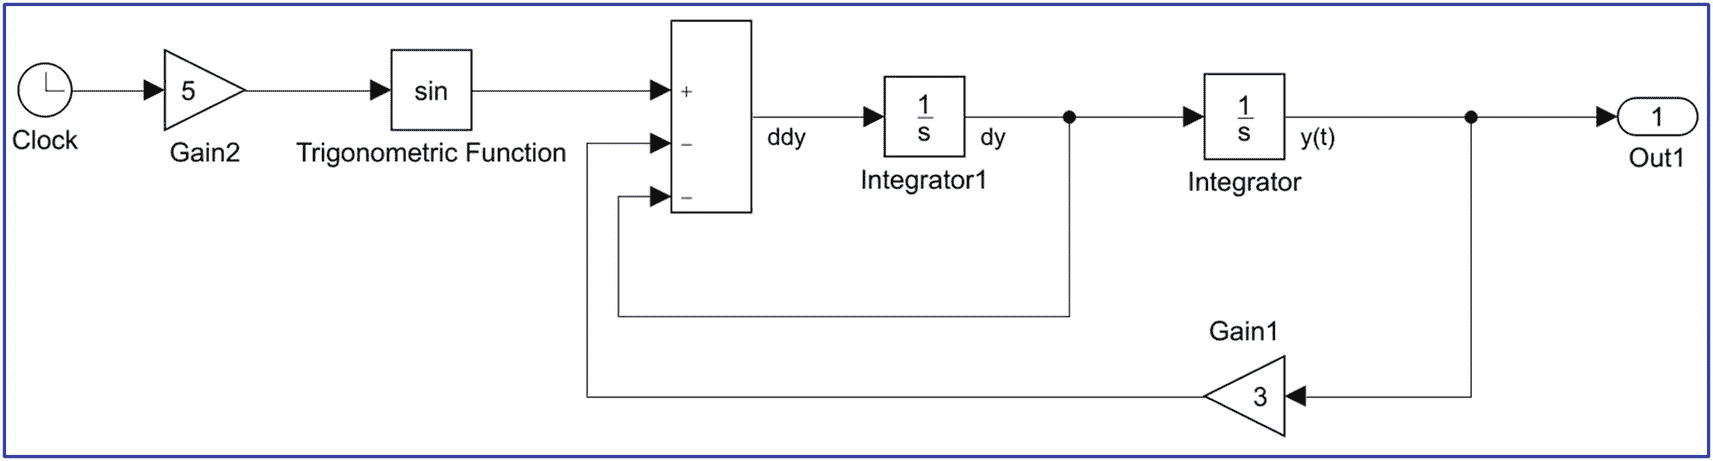 Clock
5
Gain2
sin
Trigonometric Function
+
−
−
ddy
1
s
Integrator1
dy
1
s
Integrator
y(t)
1
Out1
Gain1
3